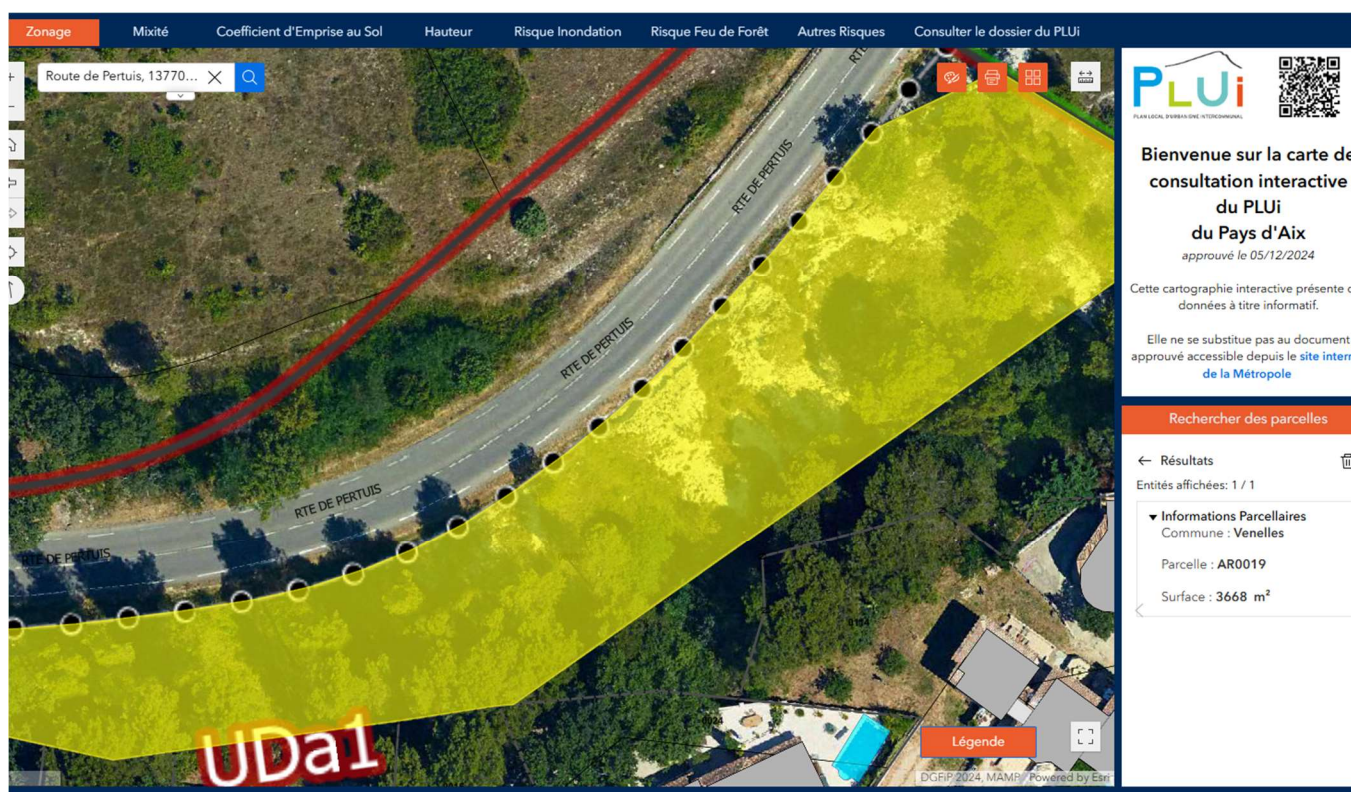 Zonage Mixité Coefficient d'Emprise au Sol Hauteur Risque Inondation Risque Feu de Forêt Autres Risques Consulter le dossier du PLUi
Route de Pertuis, 13770...
RTE DE PERTUIS
RTE DE PERTUIS
RTE DE PERTUIS
RTE DE PERTUIS
UDa1
Légende
DGFiP 2024, MAMP Powered by Esri
PLUi
PLAN LOCAL D'URBANISME INTERCOMMUNAL
Bienvenue sur la carte de
consultation interactive
du PLUi
du Pays d'Aix
approuvé le 05/12/2024
Cette cartographie interactive présente
données à titre informatif.
Elle ne se substitue pas au document
approuvé accessible depuis le site intern
de la Métropole
Rechercher des parcelles
Résultats
Entités affichées: 1 / 1
Informations Parcellaires
Commune : Venelles
Parcelle : AR0019
Surface : 3668 m²